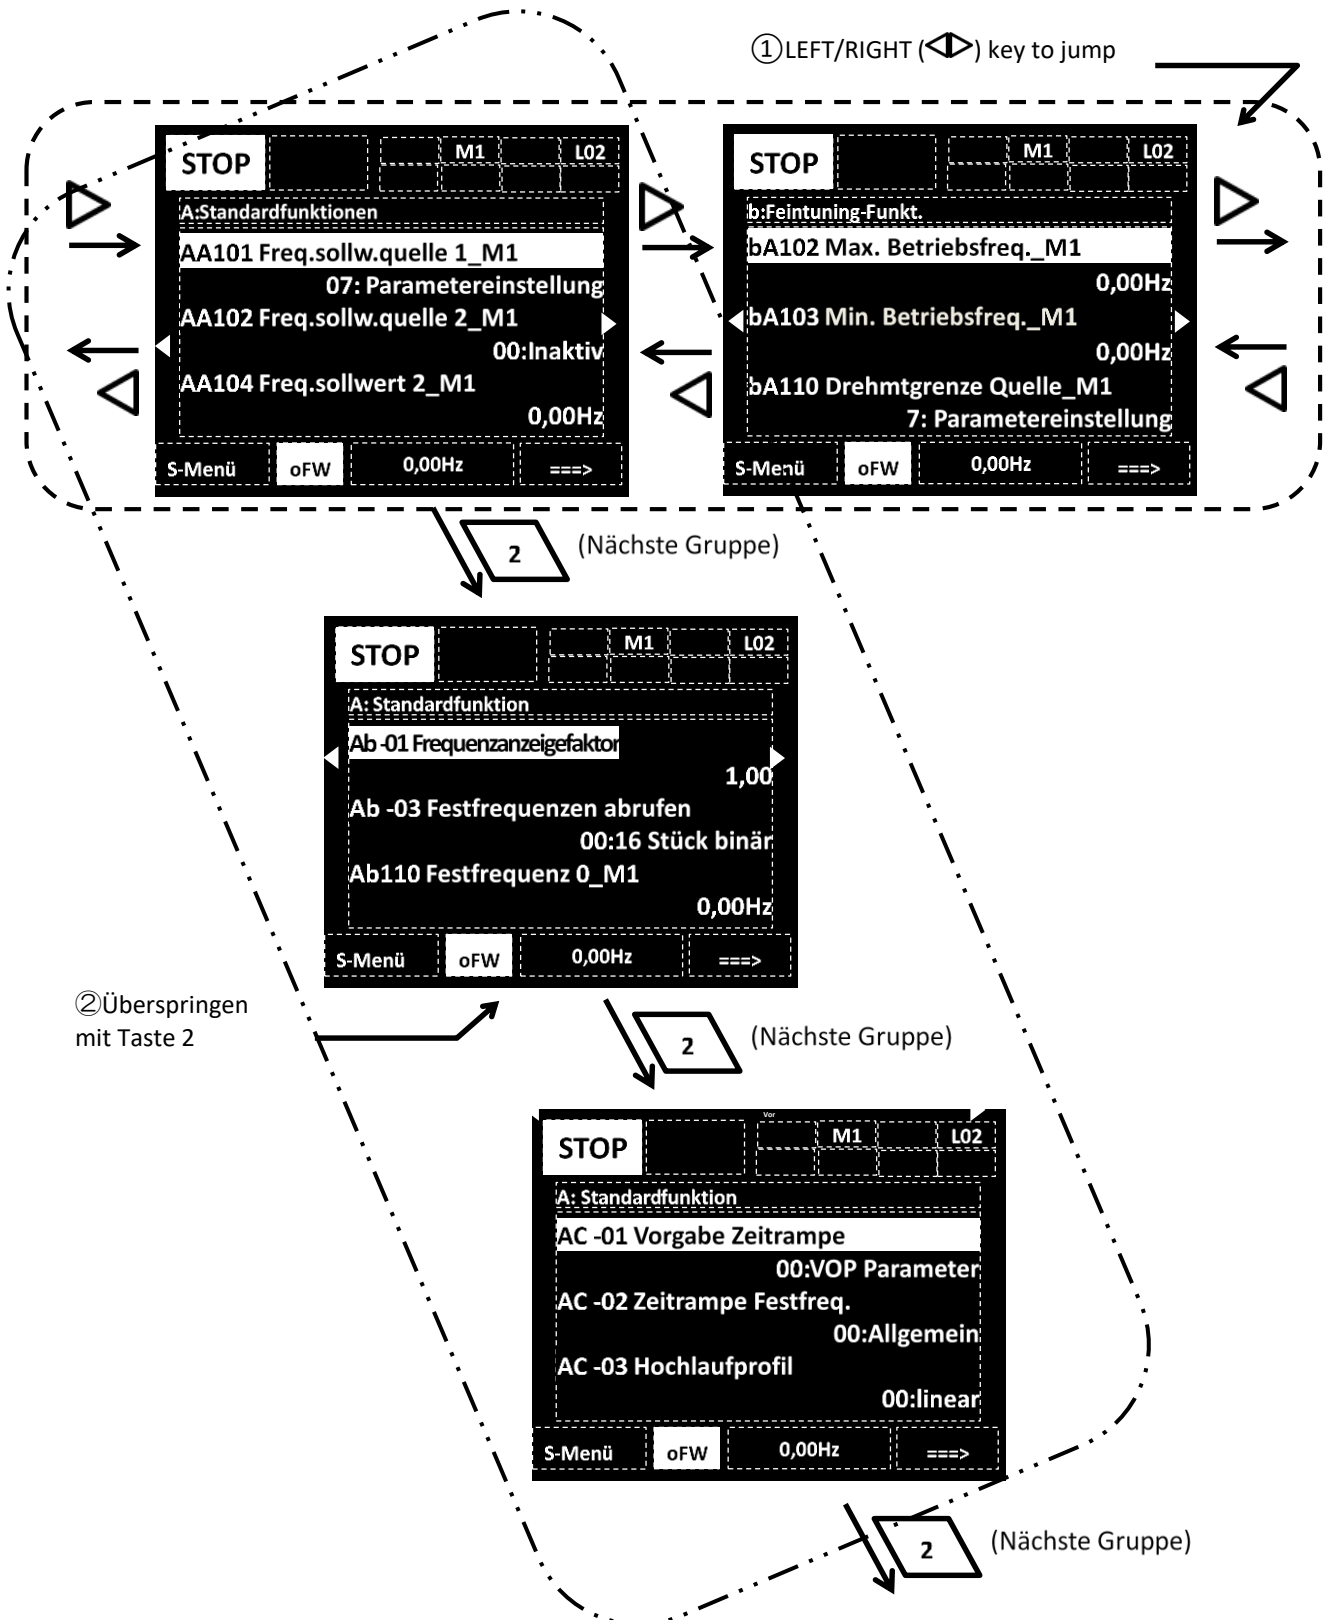 ①LEFT/RIGHT (◁▷) key to jump
STOP
M1
L02
A:Standardfunktionen
AA101 Freq.sollw.quelle 1_M1
07: Parametereinstellung
AA102 Freq.sollw.quelle 2_M1
00:Inaktiv
AA104 Freq.sollwert 2_M1
0,00Hz
S-Menü
oFW
0,00Hz
===>
STOP
M1
L02
b:Feintuning-Funkt.
bA102 Max. Betriebsfreq._M1
0,00Hz
bA103 Min. Betriebsfreq._M1
0,00Hz
bA110 Drehmtgrenze Quelle_M1
7: Parametereinstellung
S-Menü
oFW
0,00Hz
===>
2
(Nächste Gruppe)
STOP
M1
L02
A: Standardfunktion
Ab -01 Frequenzanzeigefaktor
1,00
Ab -03 Festfrequenzen abrufen
00:16 Stück binär
Ab110 Festfrequenz 0_M1
0,00Hz
S-Menü
oFW
0,00Hz
===>
②Überspringen
mit Taste 2
2
(Nächste Gruppe)
Vor
STOP
M1
L02
A: Standardfunktion
AC -01 Vorgabe Zeitrampe
00:VOP Parameter
AC -02 Zeitrampe Festfreq.
00:Allgemein
AC -03 Hochlaufprofil
00:linear
S-Menü
oFW
0,00Hz
===>
2
(Nächste Gruppe)